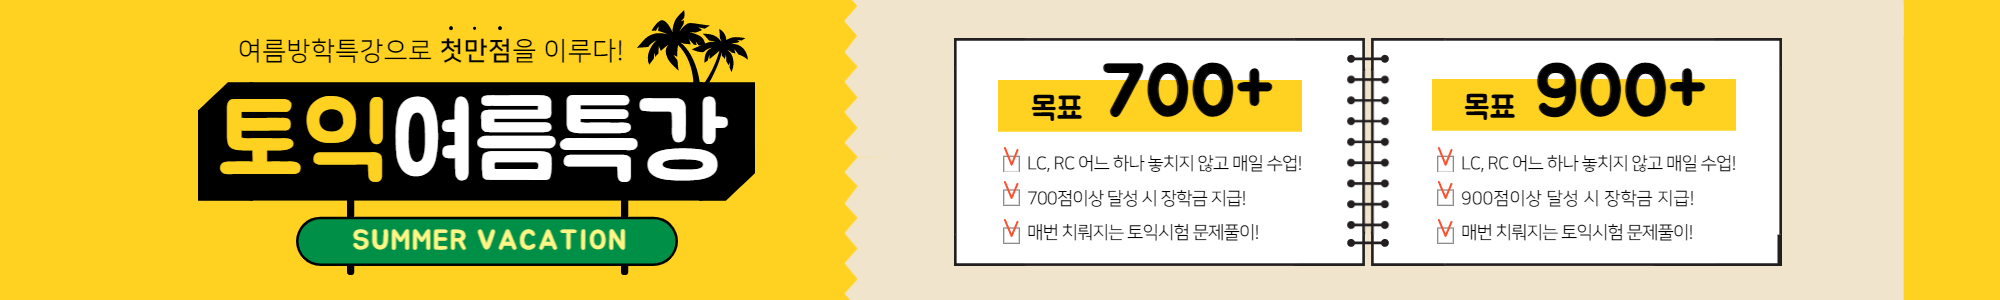 여름방학특강으로 첫만점을 이루다!
토익여름특강
SUMMER VACATION
목표 700+
LC, RC 어느 하나 놓치지 않고 매일 수업!
700점이상 달성 시 장학금 지급!
매번 치뤄지는 토익시험 문제풀이!
목표 900+
LC, RC 어느 하나 놓치지 않고 매일 수업!
900점이상 달성 시 장학금 지급!
매번 치뤄지는 토익시험 문제풀이!